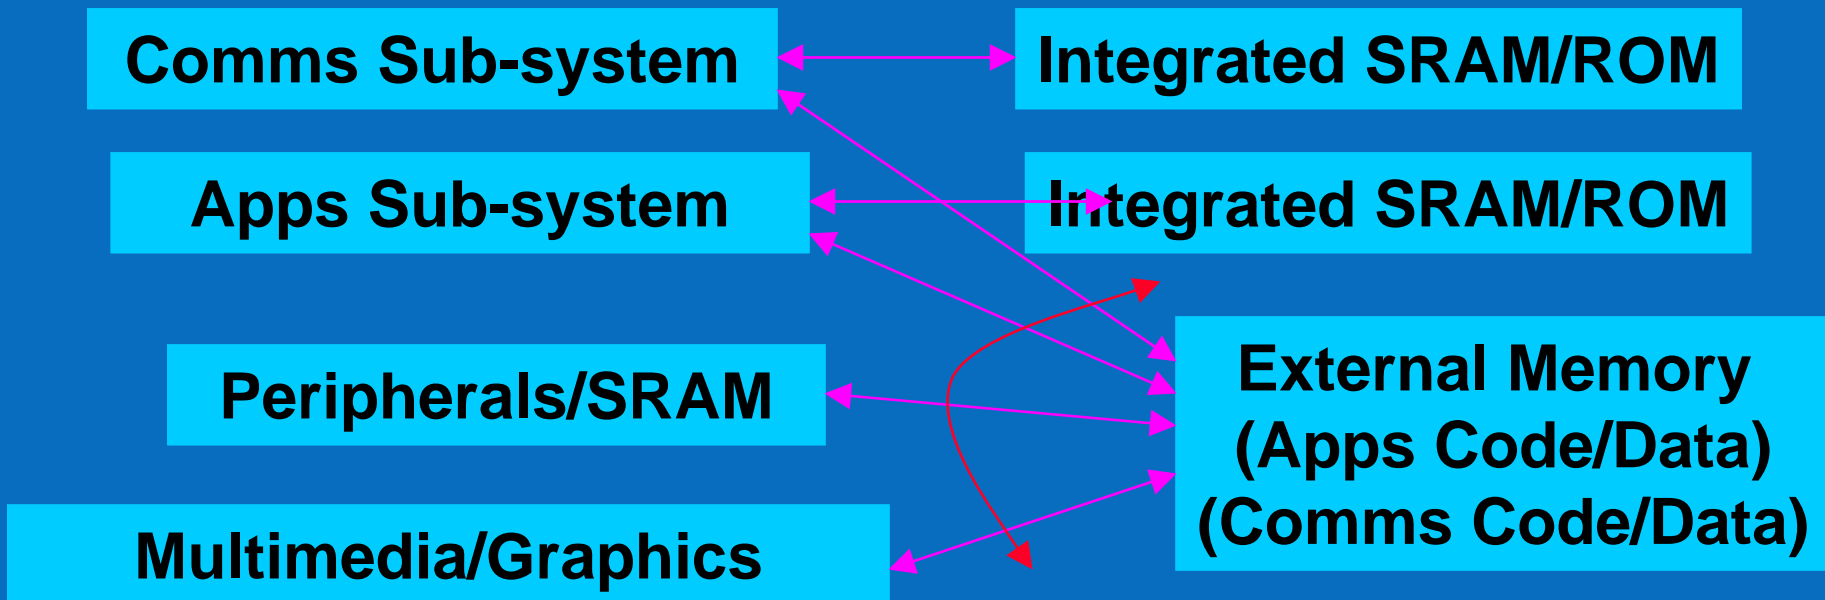 Comms Sub-system
Integrated SRAM/ROM
Apps Sub-system
Integrated SRAM/ROM
Peripherals/SRAM
External Memory
(Apps Code/Data)
(Comms Code/Data)
Multimedia/Graphics